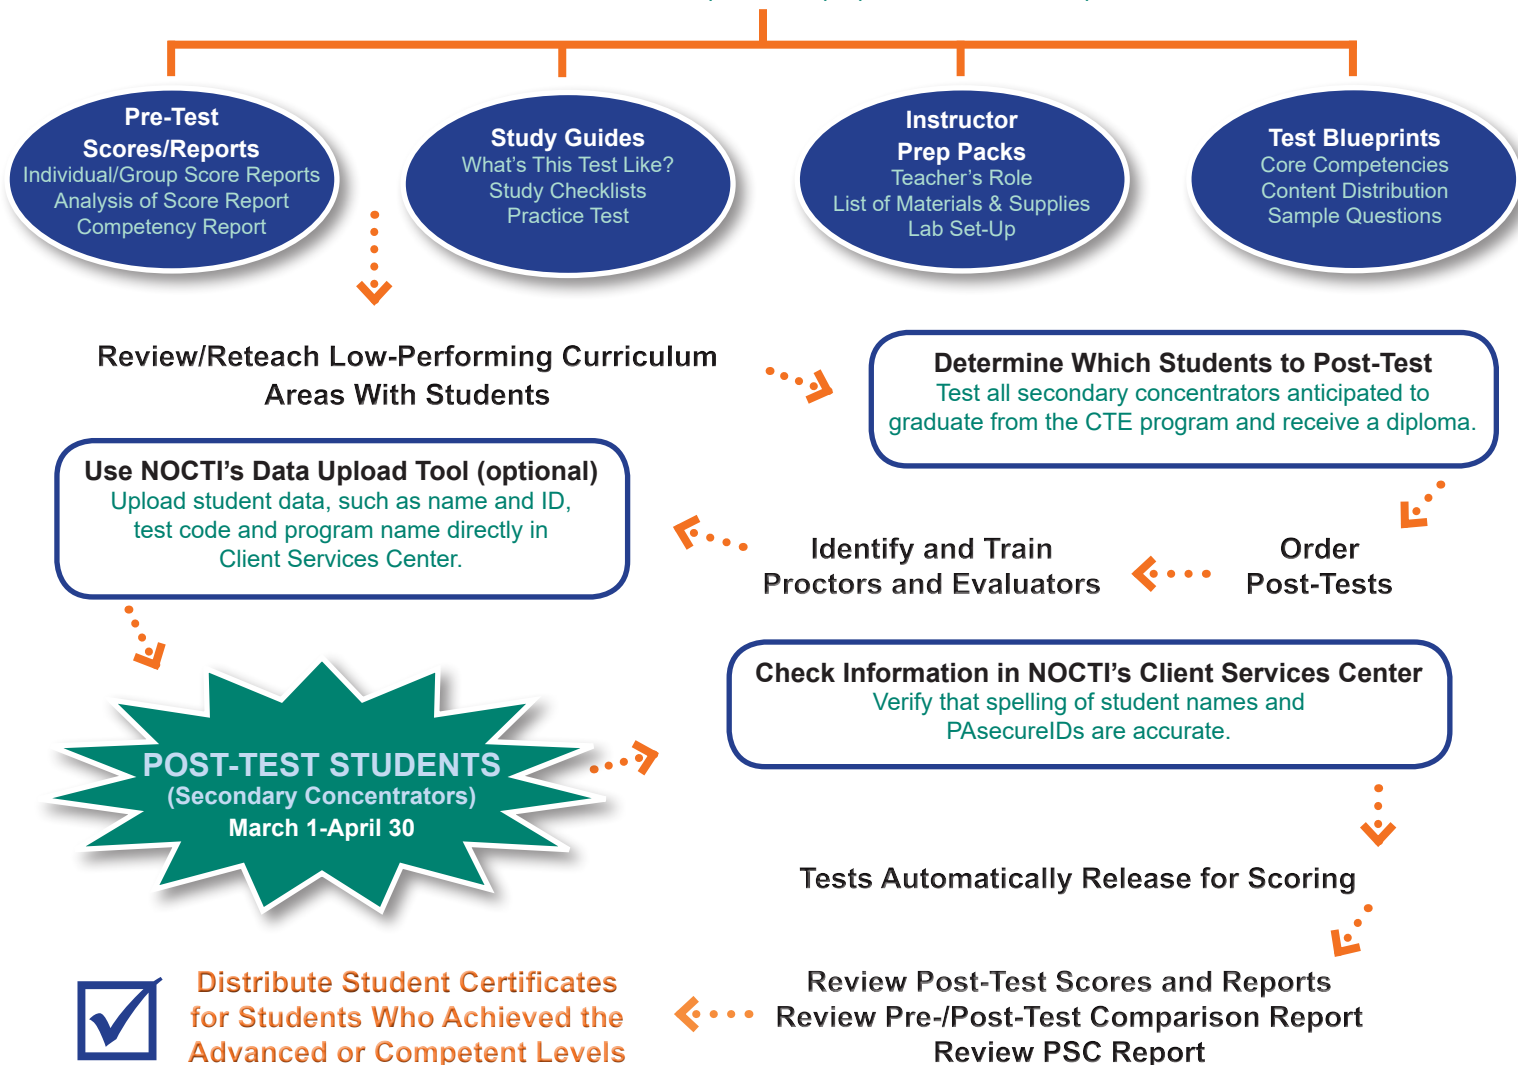 Pre-Test
Scores/Reports
Individual/Group Score Reports
Analysis of Score Report
Competency Report
Study Guides
What's This Test Like?
Study Checklists
Practice Test
Instructor
Prep Packs
Teacher's Role
List of Materials & Supplies
Lab Set-Up
Test Blueprints
Core Competencies
Content Distribution
Sample Questions
Review/Reteach Low-Performing Curriculum
Areas With Students
Determine Which Students to Post-Test
Test all secondary concentrators anticipated to
graduate from the CTE program and receive a diploma.
Order
Post-Tests
Identify and Train
Proctors and Evaluators
Use NOCTI's Data Upload Tool (optional)
Upload student data, such as name and ID,
test code and program name directly in
Client Services Center.
POST-TEST STUDENTS
(Secondary Concentrators)
March 1-April 30
Check Information in NOCTI's Client Services Center
Verify that spelling of student names and
PAsecureIDs are accurate.
Tests Automatically Release for Scoring
Review Post-Test Scores and Reports
Review Pre-/Post-Test Comparison Report
Review PSC Report
Distribute Student Certificates
for Students Who Achieved the
Advanced or Competent Levels